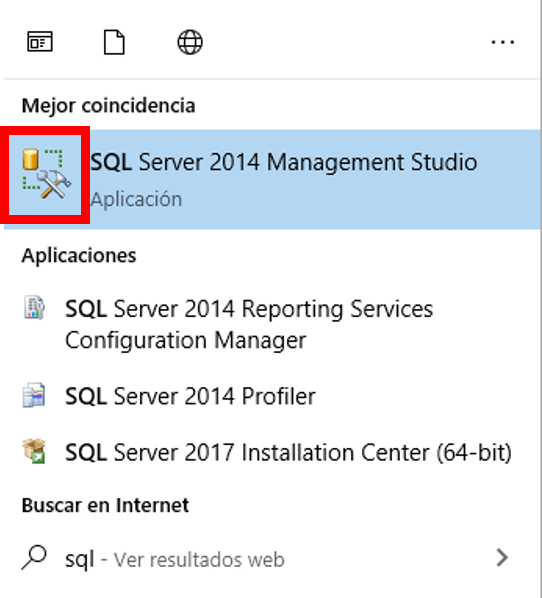 Mejor coincidencia
SQL Server 2014 Management Studio
Aplicación
Aplicaciones
SQL Server 2014 Reporting Services
Configuration Manager
SQL Server 2014 Profiler
SQL Server 2017 Installation Center (64-bit)
Buscar en Internet
sql - Ver resultados web